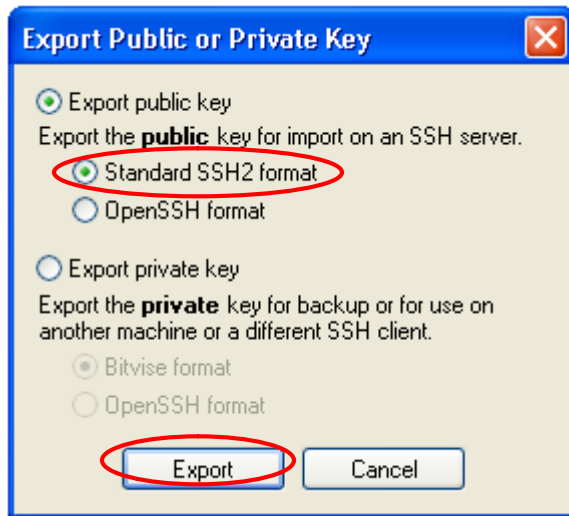 Export Public or Private Key
Export public key
Export the public key for import on an SSH server.
Standard SSH2 format
OpenSSH format
Export private key
Export the private key for backup or for use on
another machine or a different SSH client.
Bitvise format
OpenSSH format
Export
Cancel